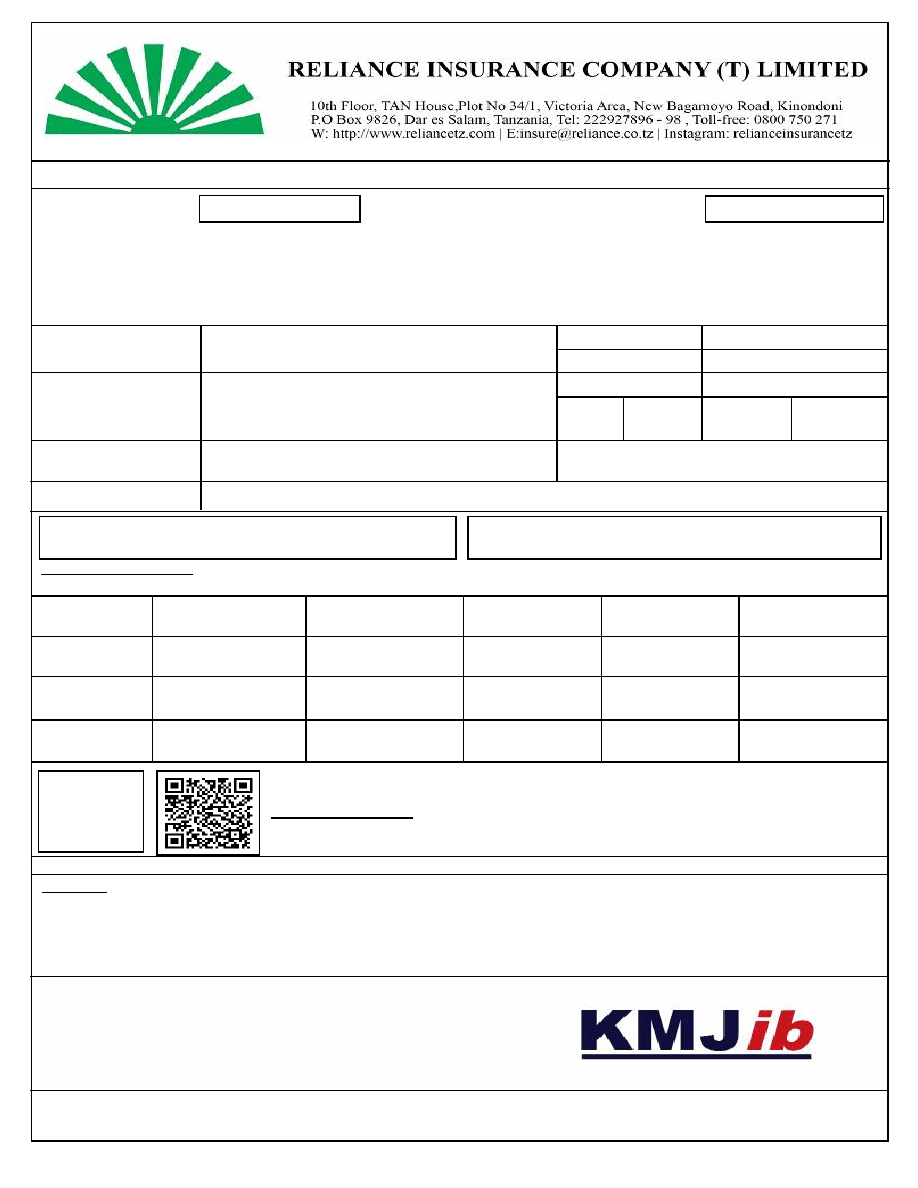 RELIANCE INSURANCE COMPANY (T) LIMITED
10th Floor, TAN House,Plot No 34/1, Victoria Area, New Bagamoyo Road, Kinondoni
P.O Box 9826, Dar es Salam, Tanzania, Tel: 222927896 - 98 , Toll-free: 0800 750 271
W: http://www.reliancetz.com | E:insure@reliance.co.tz | Instagram: relianceinsurancetz
KMJib